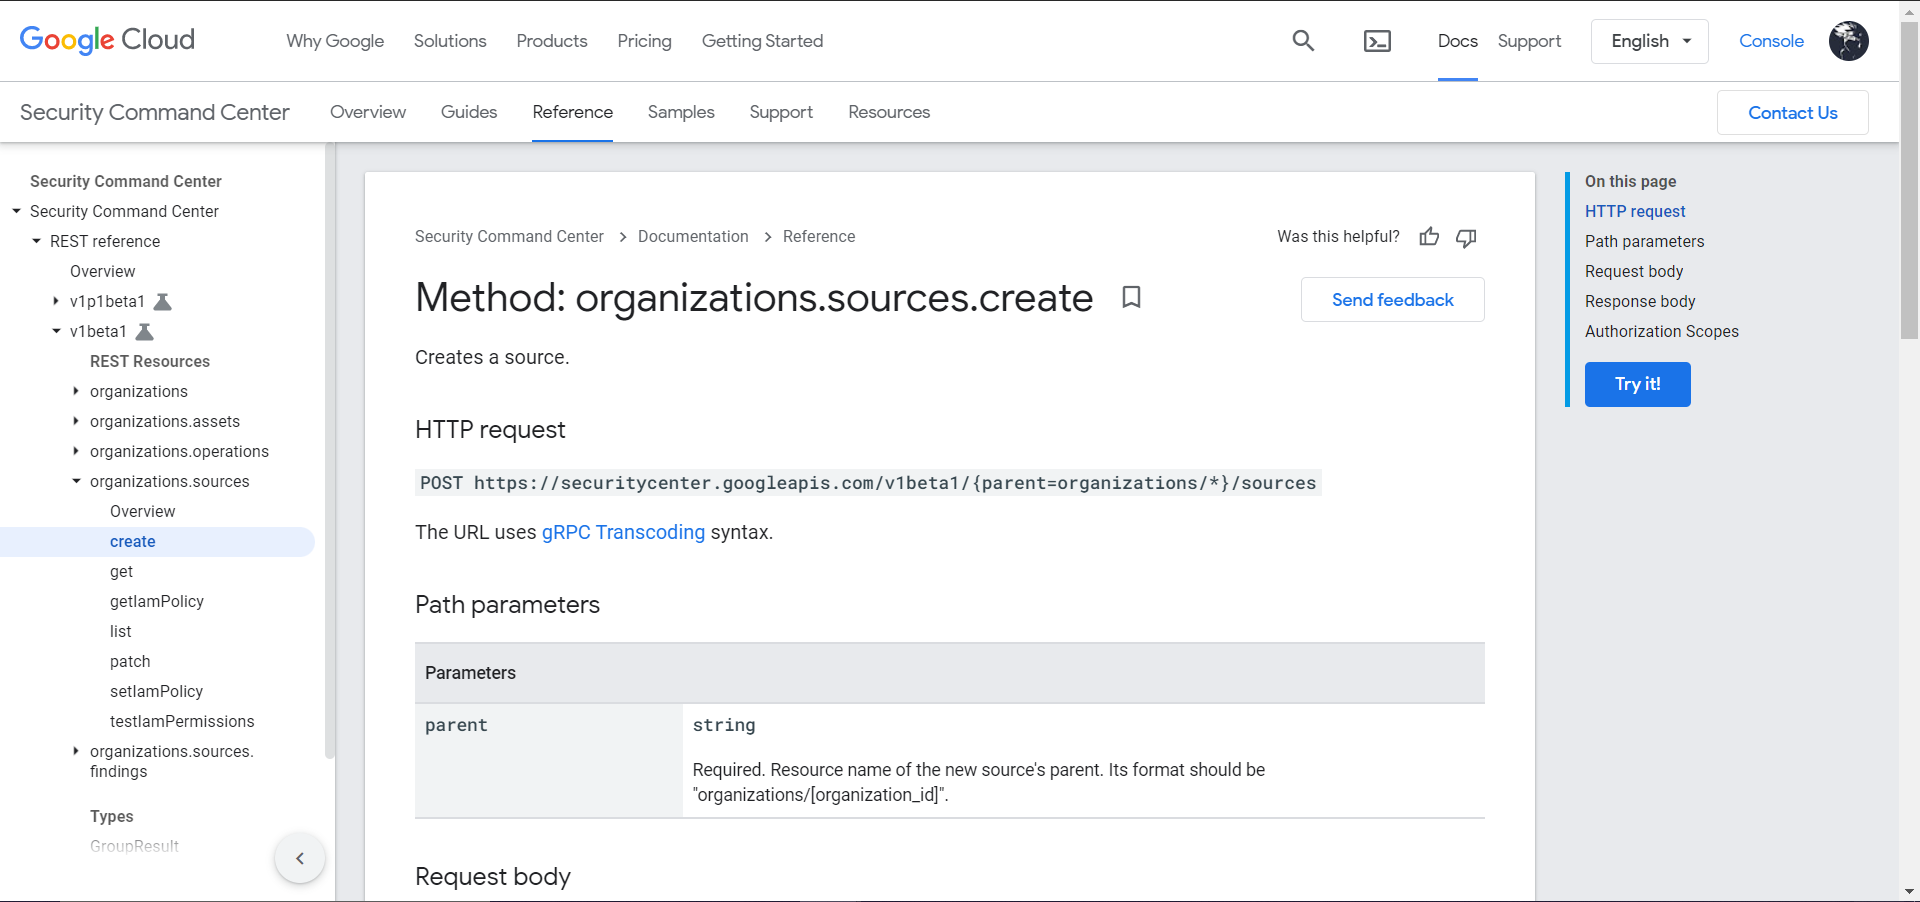 Google Cloud
Why Google
Solutions
Products
Pricing
Getting Started
Docs
Support
English
Console
Security Command Center
Overview
Guides
Reference
Samples
Support
Resources
Contact Us
Security Command Center
Security Command Center
REST reference
Overview
v1p1beta1
v1beta1
REST Resources
organizations
organizations.assets
organizations.operations
organizations.sources
Overview
create
get
getIamPolicy
list
patch
setIamPolicy
testIamPermissions
organizations.sources.
findings
Types
GroupResult
Security Command Center > Documentation > Reference
Was this helpful?
Method: organizations.sources.create
Send feedback
Creates a source.
HTTP request
POST https://securitycenter.googleapis.com/v1beta1/{parent=organizations/*}/sources
The URL uses gRPC Transcoding syntax.
Path parameters
Parameters
parent
string
Required. Resource name of the new source's parent. Its format should be
"organizations/[organization_id]".
Request body
On this page
HTTP request
Path parameters
Request body
Response body
Authorization Scopes
Try it!